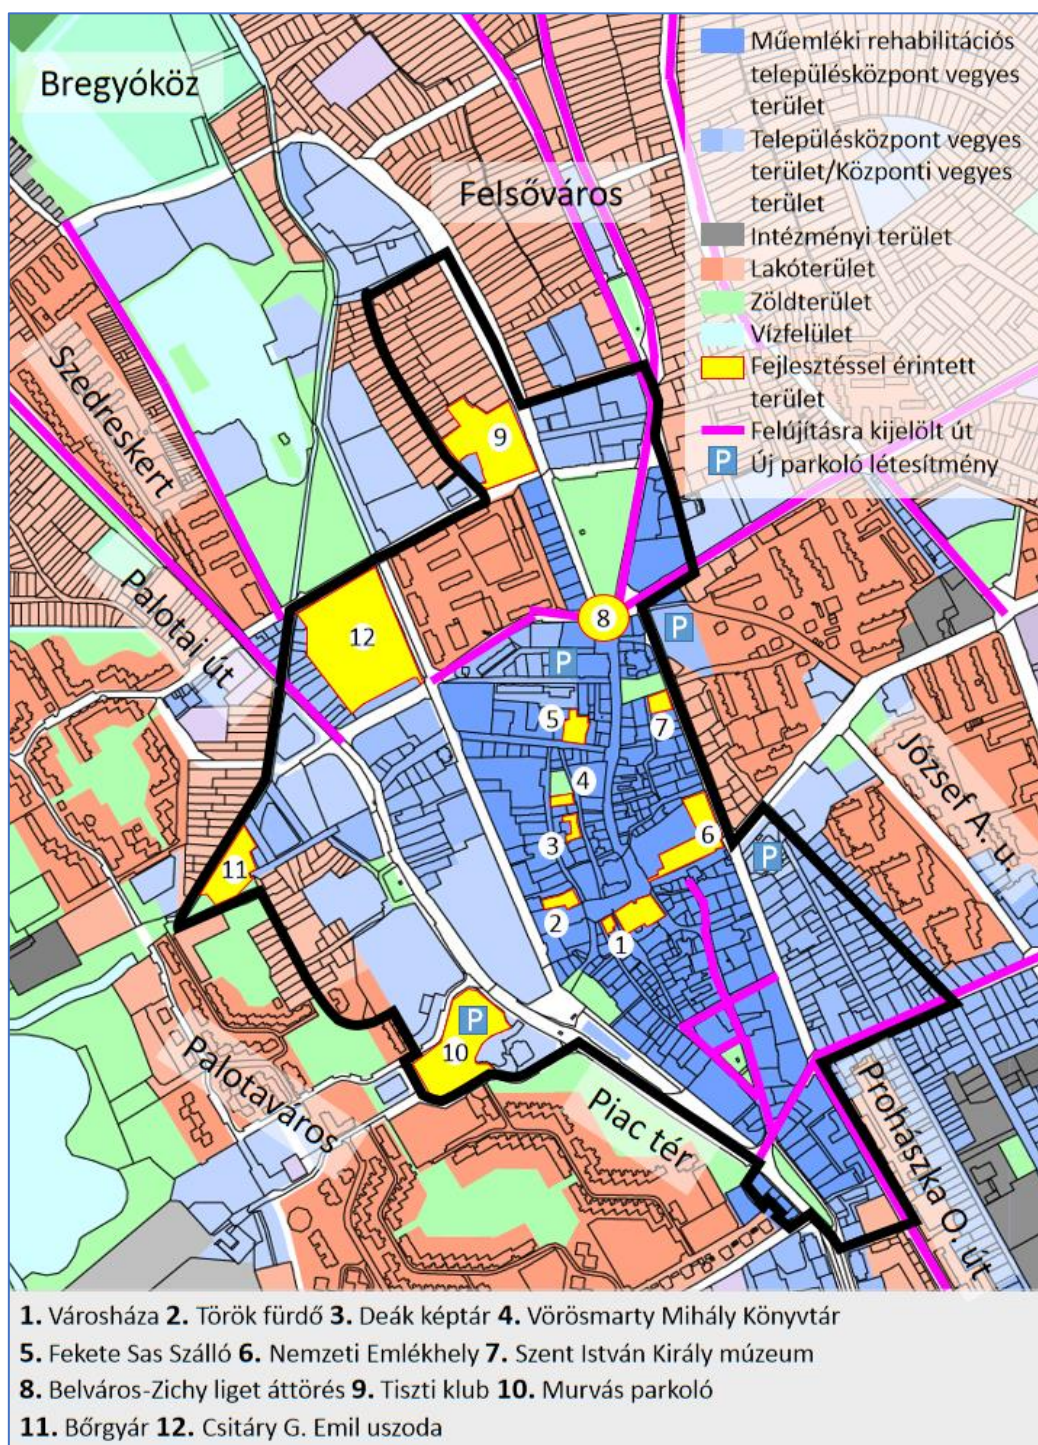 Bregyóköz
Felsőváros
Műemléki rehabilitációs
településközpont vegyes
terület
Településközpont vegyes
terület/Központi vegyes
terület
Intézményi terület
Lakóterület
Zöldterület
Vízfelület
Fejlesztéssel érintett
terület
Felújításra kijelölt út
P Új parkoló létesítmény
Szedreskert
Palotai út
9
12
8
P
P
5
7
4
3
6
P
József A. u.
11
2
1
P
10
Palotaváros
Piac tér
Prohászka O. út
1. Városháza 2. Török fürdő 3. Deák képtár 4. Vörösmarty Mihály Könyvtár
5. Fekete Sas Szálló 6. Nemzeti Emlékhely 7. Szent István Király múzeum
8. Belváros-Zichy liget áttörés 9. Tiszti klub 10. Murvás parkoló
11. Bőrgyár 12. Csitáry G. Emil uszoda